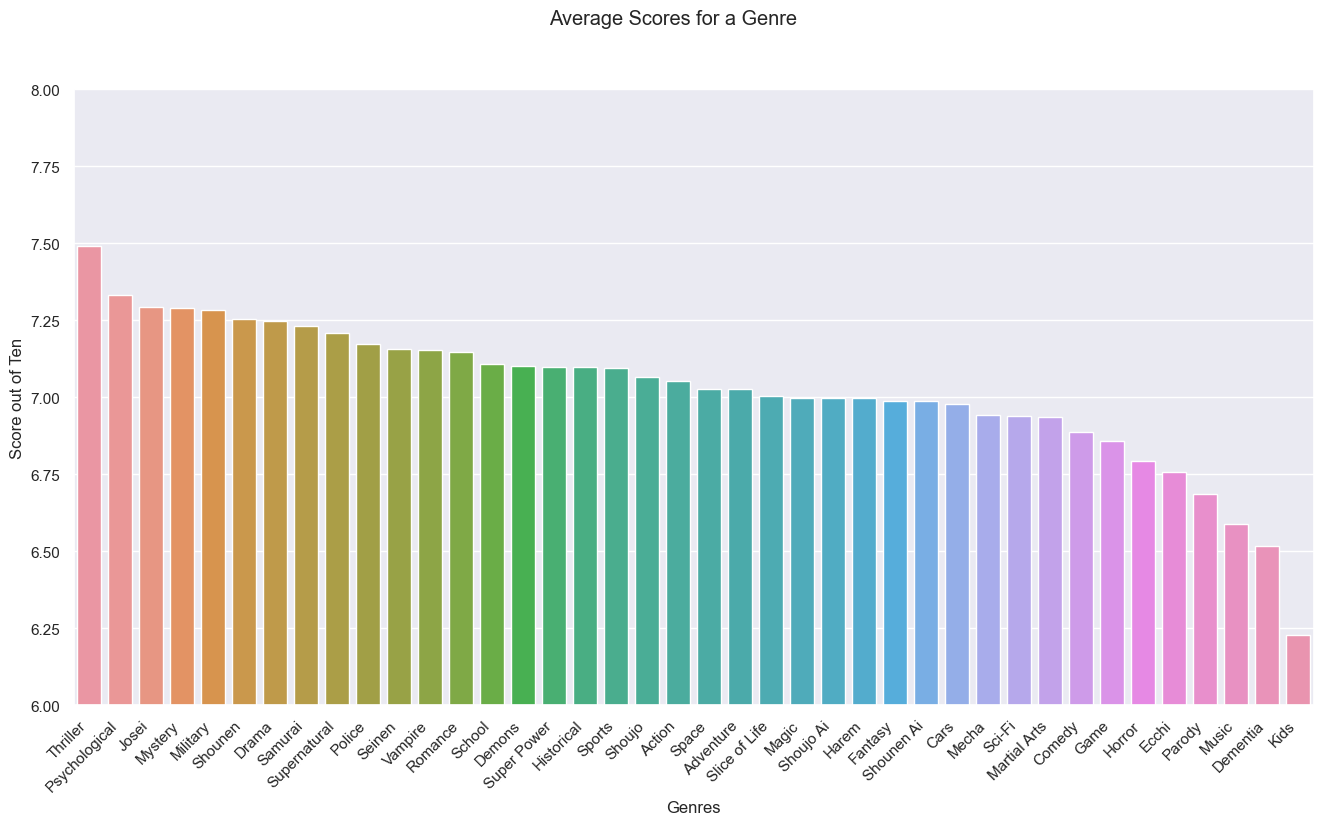 Average Scores for a Genre
8.00
7.75
7.50
7.25
7.00
6.75
6.50
6.25
6.00
Score out of Ten
Thriller
Psychological
Josei
Mystery
Military
Shounen
Drama
Samurai
Supernatural
Police
Seinen
Vampire
Romance
School
Demons
Super Power
Historical
Sports
Shoujo
Action
Space
Adventure
Slice of Life
Magic
Shoujo Ai
Harem
Fantasy
Shounen Ai
Cars
Mecha
Sci-Fi
Martial Arts
Comedy
Game
Horror
Ecchi
Parody
Music
Dementia
Kids
Genres